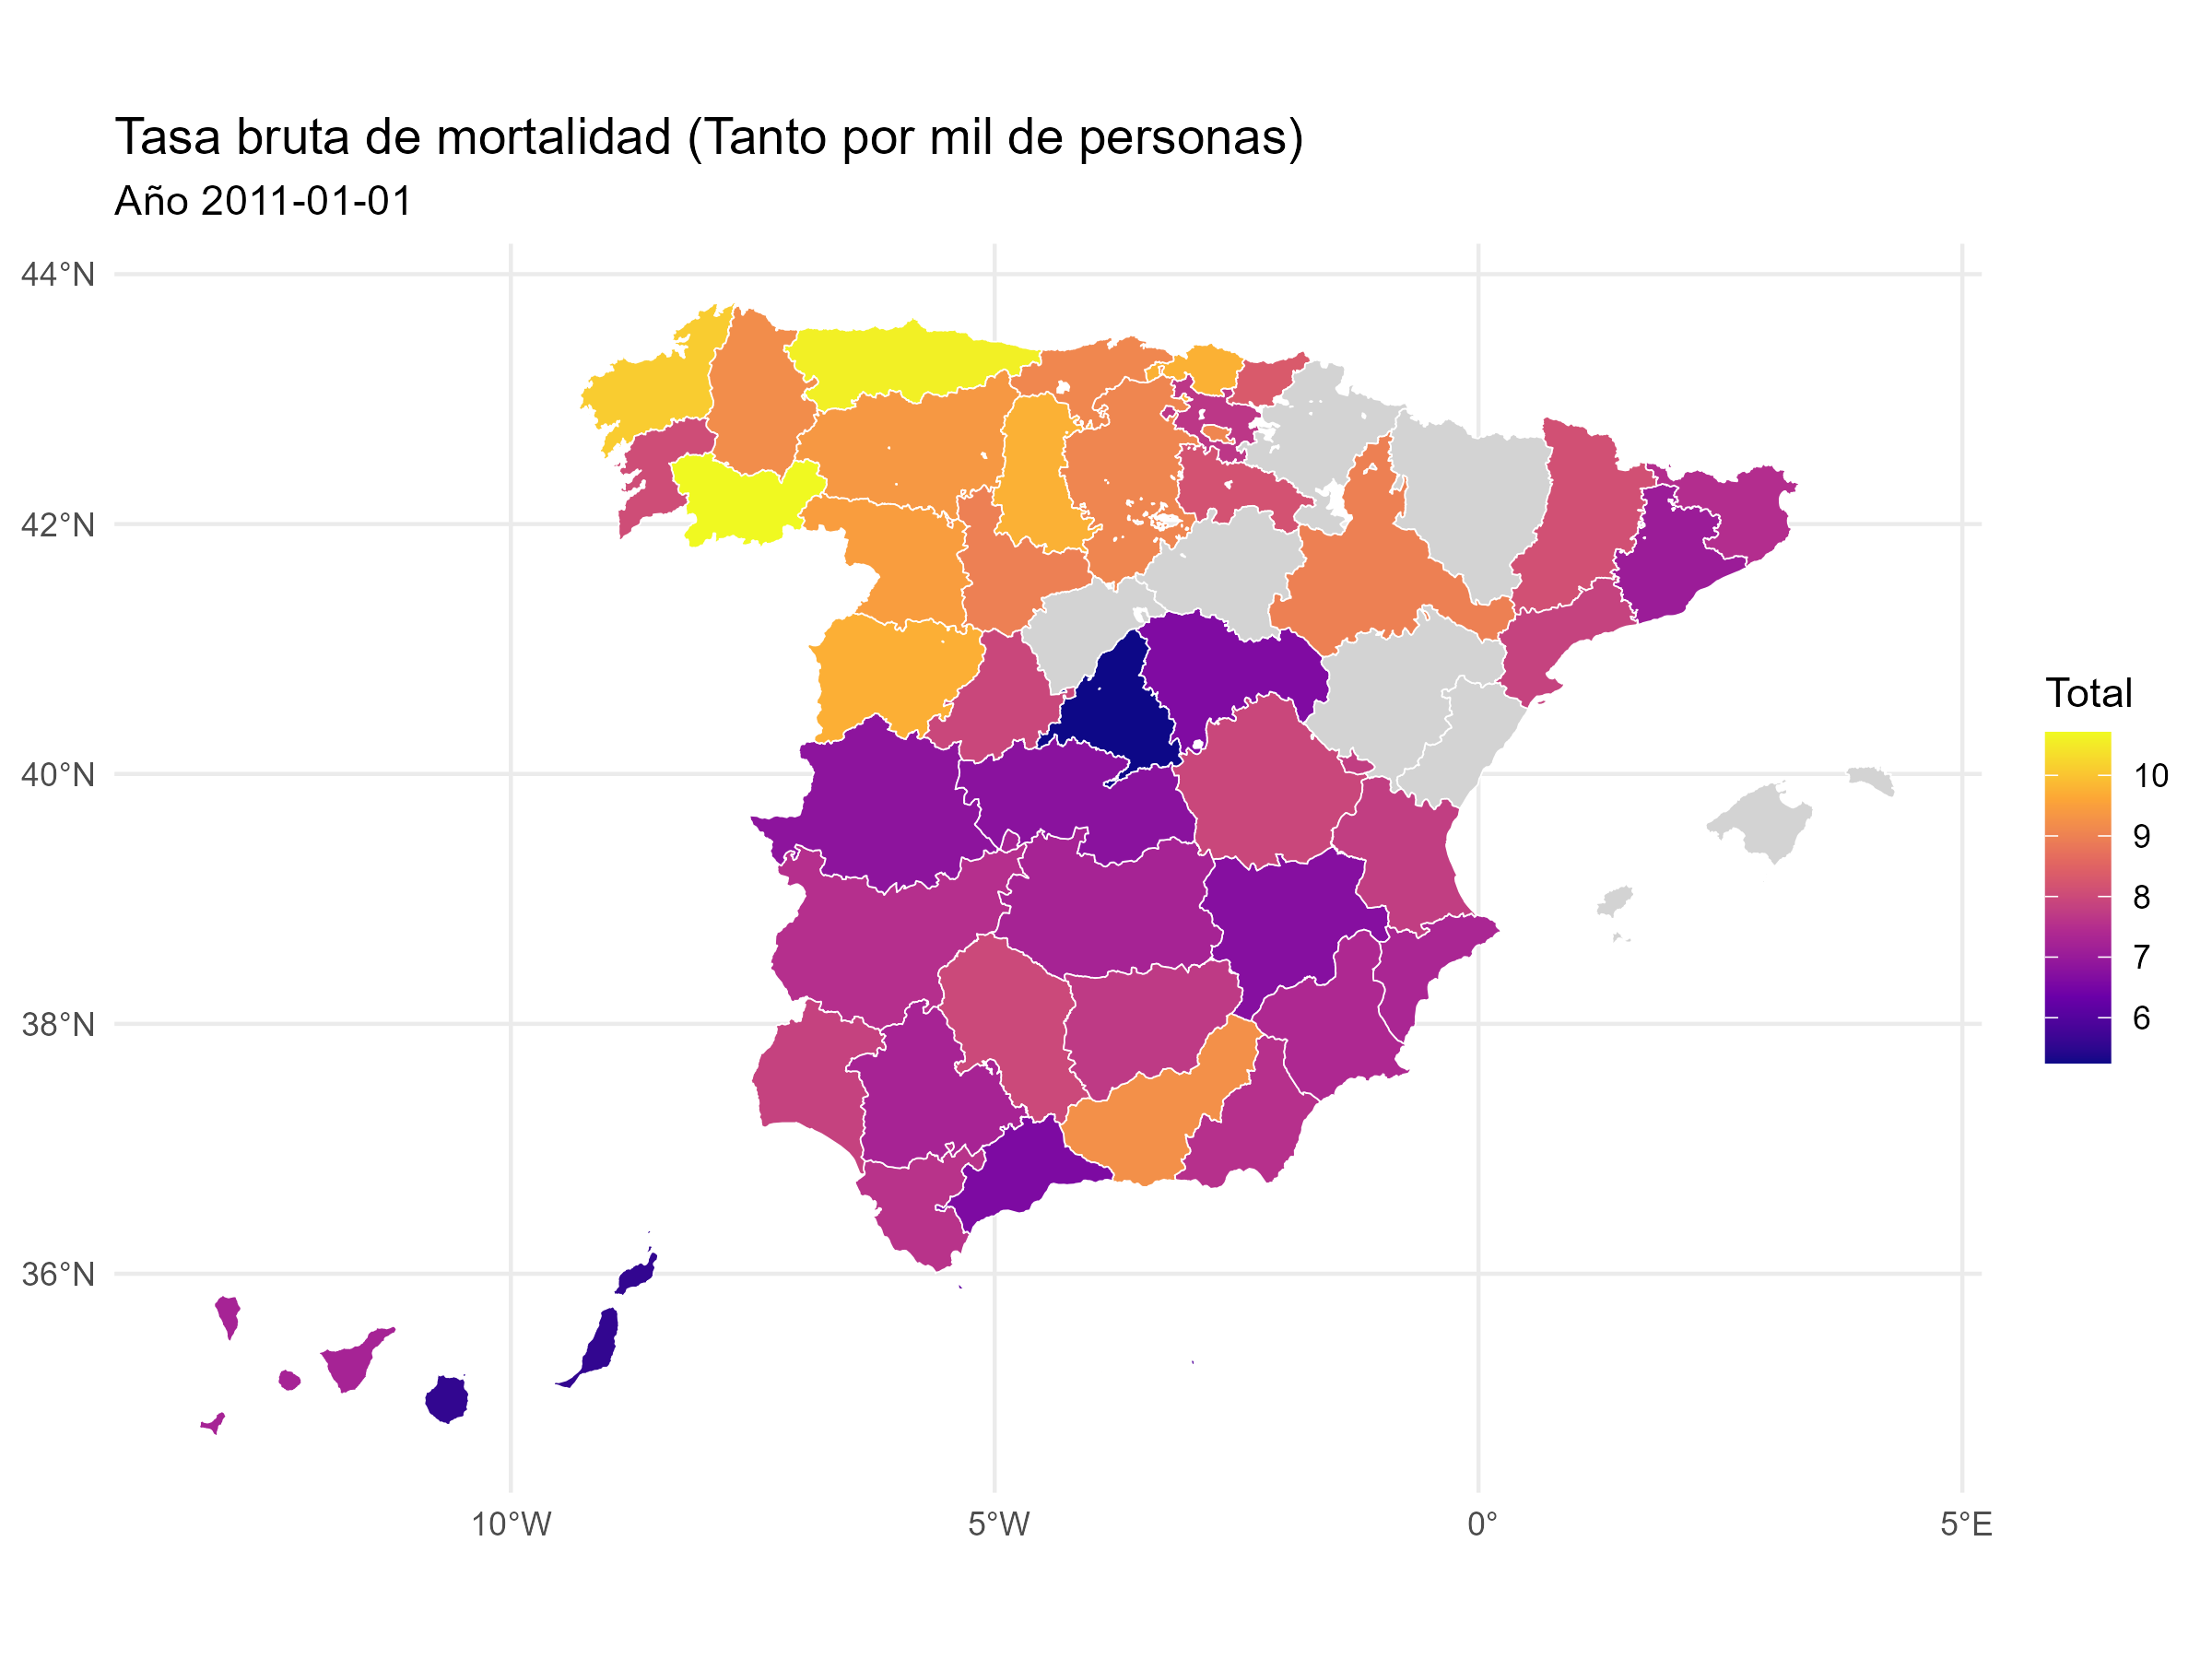 Tasa bruta de mortalidad (Tanto por mil de personas)
Año 2011-01-01
44°N
42°N
40°N
38°N
36°N
10°W
5°W
0°
5°E
Total
10
9
8
7
6